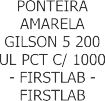 PONTEIRA
AMARELA
GILSON 5 200
UL PCT C/ 1000
- FIRSTLAB -
FIRSTLAB